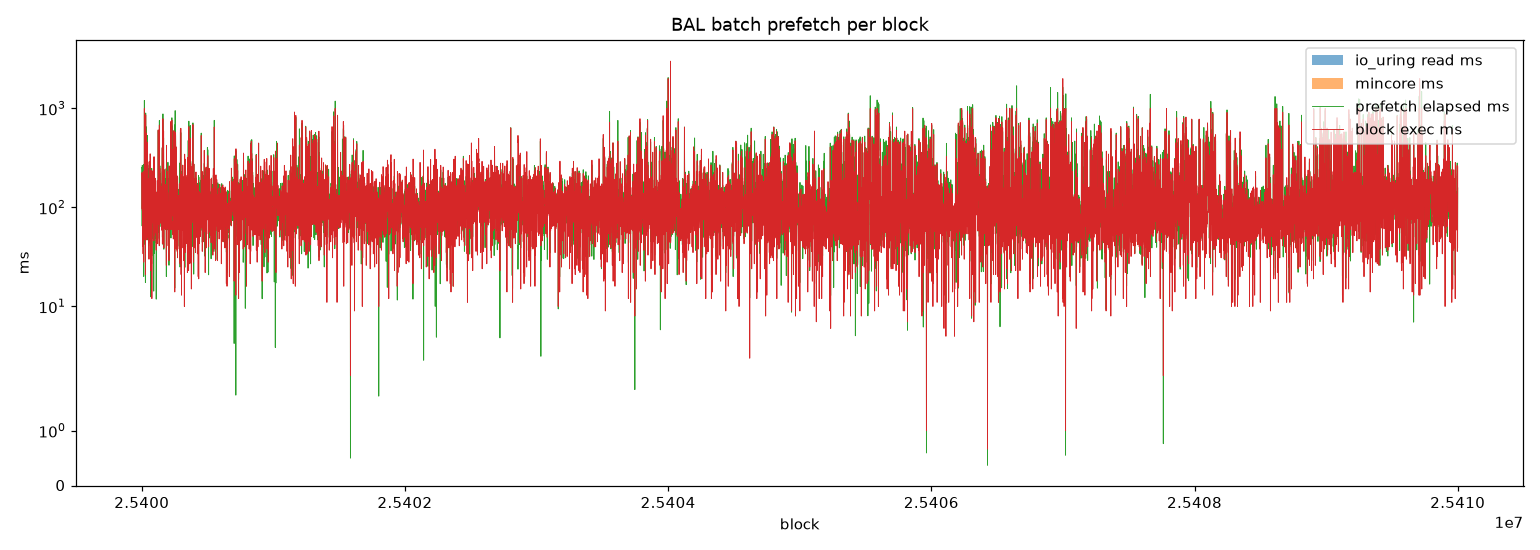 BAL batch prefetch per block
io_uring read ms
mincore ms
prefetch elapsed ms
block exec ms
ms
10³
10²
10¹
10⁰
0
2.5400 2.5402 2.5404 2.5406 2.5408 2.5410
1e7
block